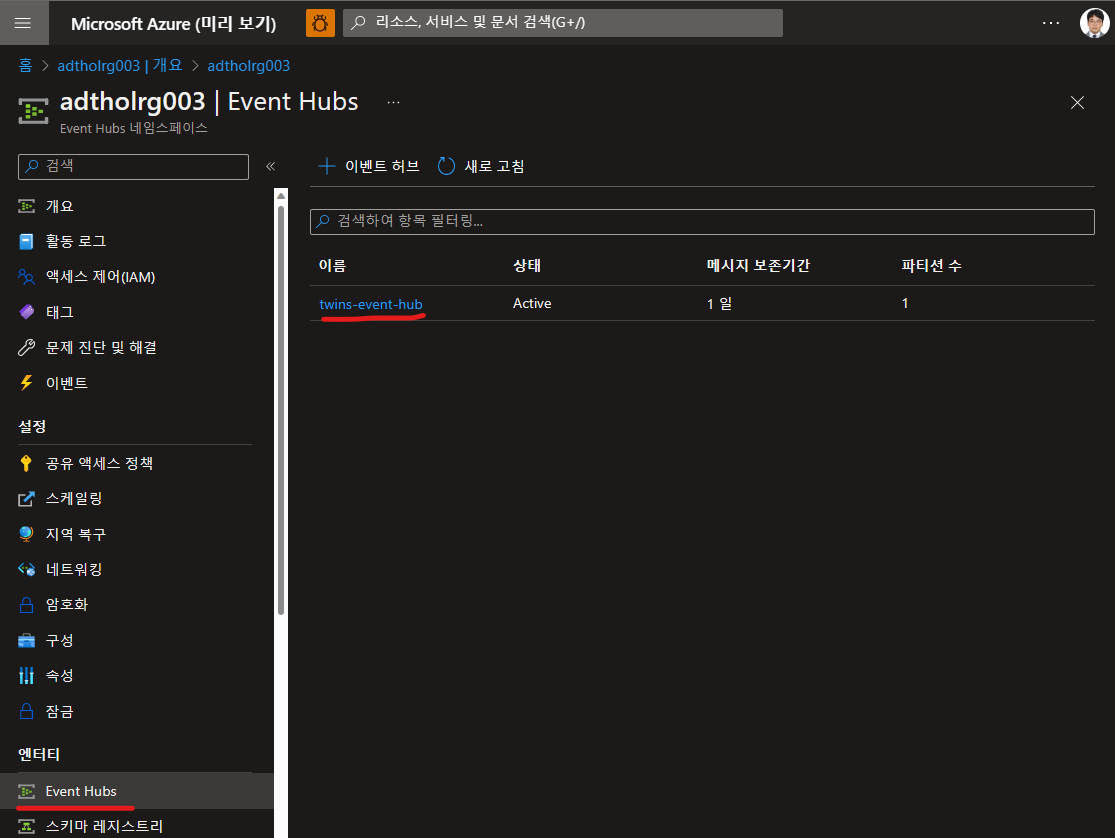 Microsoft Azure (미리 보기)
리소스, 서비스 및 문서 검색(G+/)
홈 > adtholrg003 | 개요 > adtholrg003
adtholrg003 | Event Hubs
Event Hubs 네임스페이스
검색
개요
활동 로그
액세스 제어(IAM)
태그
문제 진단 및 해결
이벤트
설정
공유 액세스 정책
스케일링
지역 복구
네트워킹
암호화
구성
속성
잠금
엔터티
Event Hubs
스키마 레지스트리
이벤트 허브 새로 고침
검색하여 항목 필터링...
이름 상태 메시지 보존기간 파티션 수
twins-event-hub Active 1 일 1